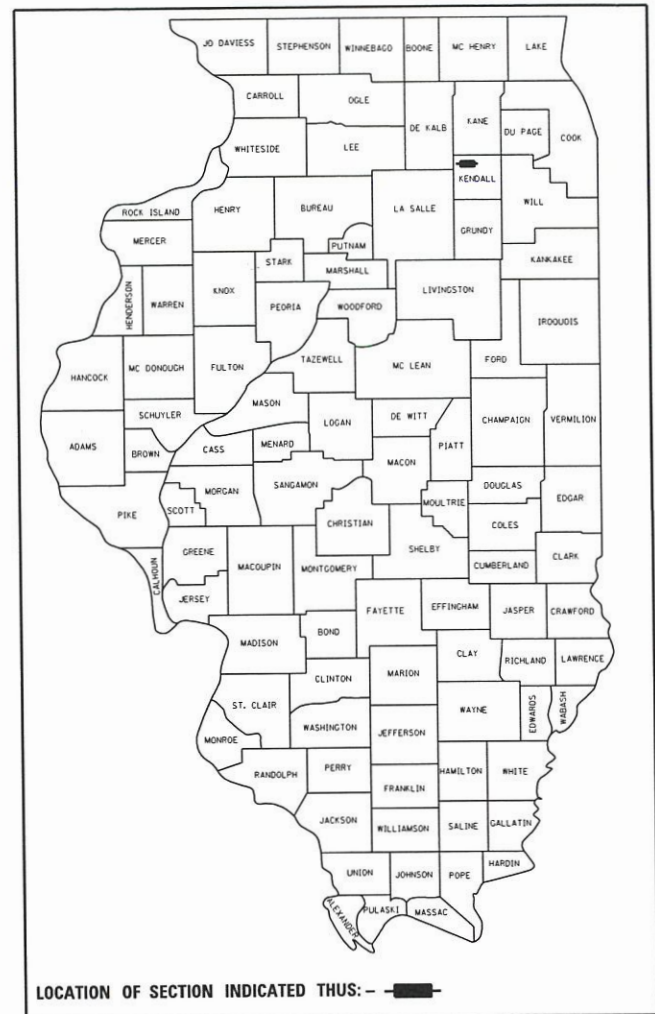 JO DAVIESS
STEPHENSON
WINNEBAGO
BOONE
MC HENRY
LAKE
CARROLL
OGLE
DE KALB
KANE
DU PAGE
COOK
WHITESIDE
LEE
KENDALL
ROCK ISLAND
HENRY
BUREAU
LA SALLE
WILL
GRUNDY
MERCER
PUTNAM
KANKAKEE
STARK
MARSHALL
HENDERSON
WARREN
KNOX
PEORIA
WOODFORD
LIVINGSTON
IROQUOIS
HANCOCK
MC DONOUGH
FULTON
TAZEWELL
MC LEAN
FORD
MASON
SCHUYLER
LOGAN
DE WITT
CHAMPAIGN
VERMILION
ADAMS
BROWN
CASS
MENARD
PIATT
MACON
MORGAN
SANGAMON
DOUGLAS
EDGAR
PIKE
SCOTT
CHRISTIAN
MOULTRIE
COLES
GREENE
SHELBY
CALHOUN
MACOUPIN
MONTGOMERY
CUMBERLAND
CLARK
JERSEY
FAYETTE
EFFINGHAM
JASPER
CRAWFORD
MADISON
BOND
CLAY
RICHLAND
LAWRENCE
CLINTON
MARION
ST. CLAIR
WAYNE
EDWARDS
WABASH
WASHINGTON
JEFFERSON
MONROE
PERRY
HAMILTON
WHITE
RANDOLPH
FRANKLIN
JACKSON
WILLIAMSON
SALINE
GALLATIN
UNION
JOHNSON
POPE
HARDIN
ALEXANDER
PULASKI
MASSAC
LOCATION OF SECTION INDICATED THUS: -